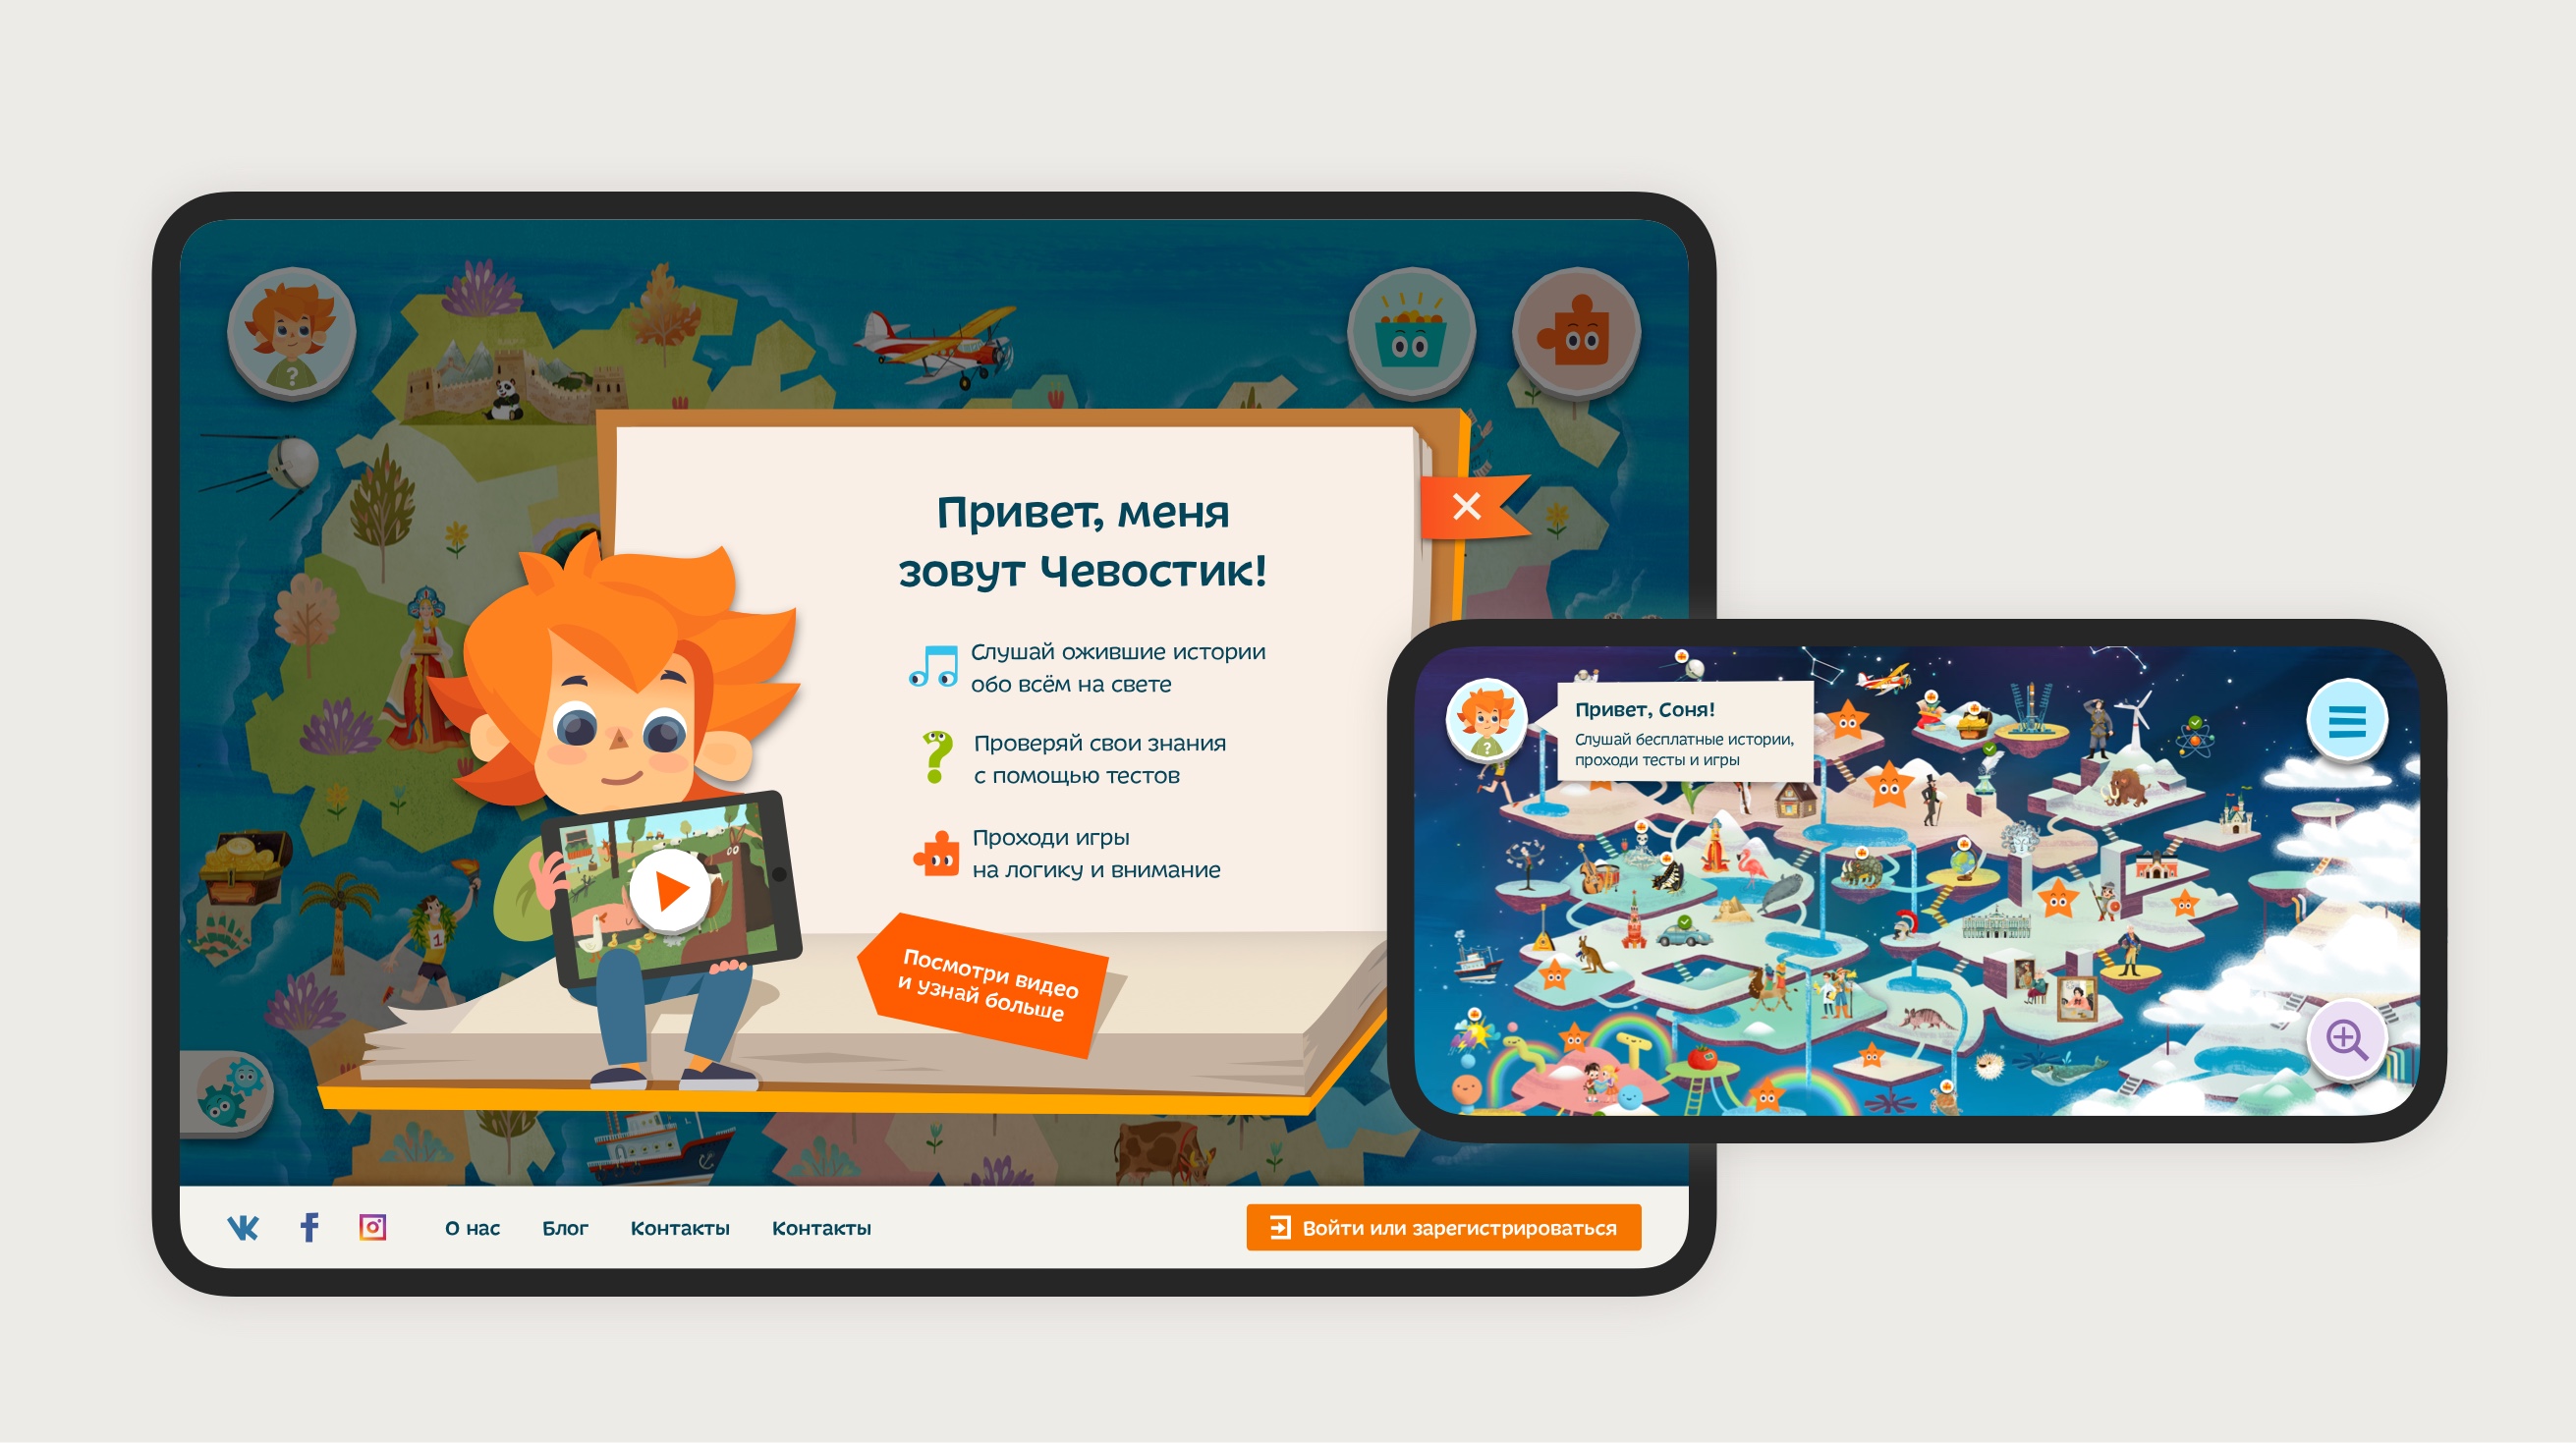 Привет, меня
зовут Чевостик!
Слушай ожившие истории
обо всём на свете
Проверяй свои знания
с помощью тестов
Проходи игры
на логику и внимание
Посмотри видео
и узнай больше
1
?
О нас
Блог
Контакты
Контакты
Войти или зарегистрироваться
Привет, Соня!
Слушай бесплатные истории,
проходи тесты и игры
?